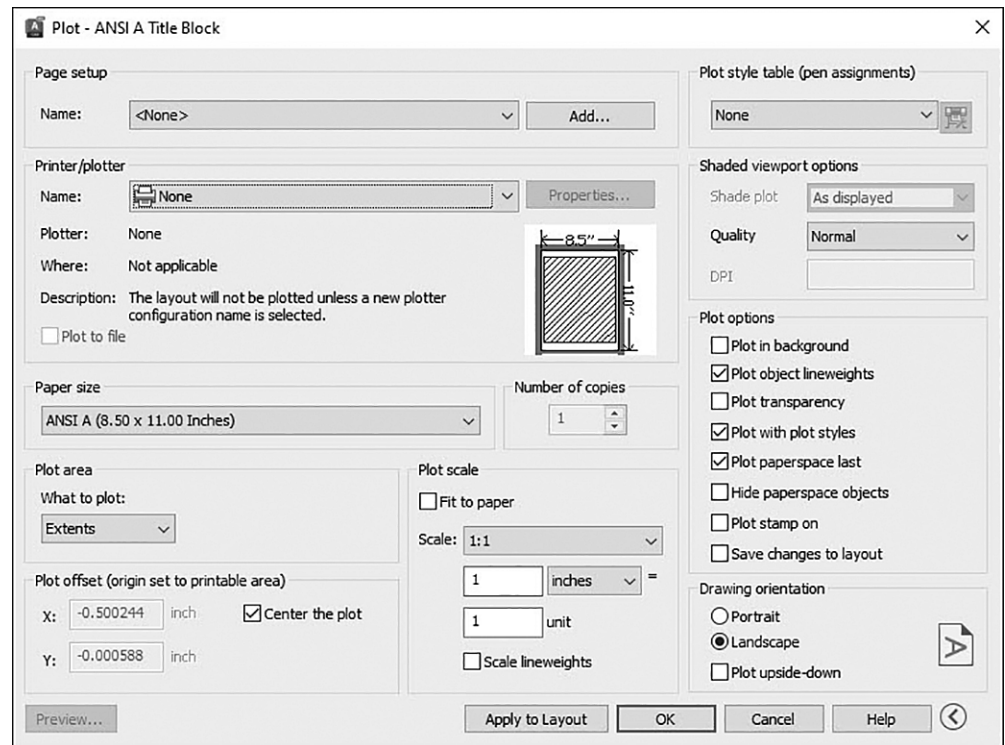 Plot - ANSI A Title Block
Page setup
Name: <None> Add...
Printer/plotter
Name: None Properties...
Plotter: None
Where: Not applicable
Description: The layout will not be plotted unless a new plotter
configuration name is selected.
Plot to file
8.5"
11.0"
Paper size
ANSI A (8.50 x 11.00 Inches)
Number of copies
1
Plot area
What to plot:
Extents
Plot offset (origin set to printable area)
X: -0.500244 inch Center the plot
Y: -0.000588 inch
Plot scale
Fit to paper
Scale: 1:1
1 inches =
1 unit
Scale lineweights
Plot style table (pen assignments)
None
Shaded viewport options
Shade plot As displayed
Quality Normal
DPI
Plot options
Plot in background
Plot object lineweights
Plot transparency
Plot with plot styles
Plot paperspace last
Hide paperspace objects
Plot stamp on
Save changes to layout
Drawing orientation
Portrait
Landscape
Plot upside-down
A
Preview... Apply to Layout OK Cancel Help